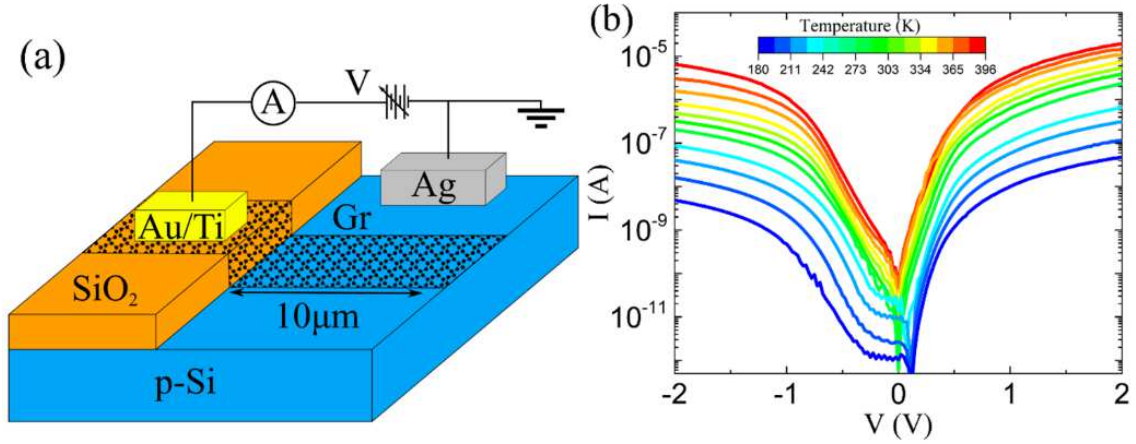 (a)
A
V
Au/Ti
Ag
Gr
SiO2
10μm
p-Si
(b)
Temperature (K)
180 211 242 273 303 334 365 396
I (A)
10-5
10-7
10-9
10-11
-2 -1 0 1 2
V (V)